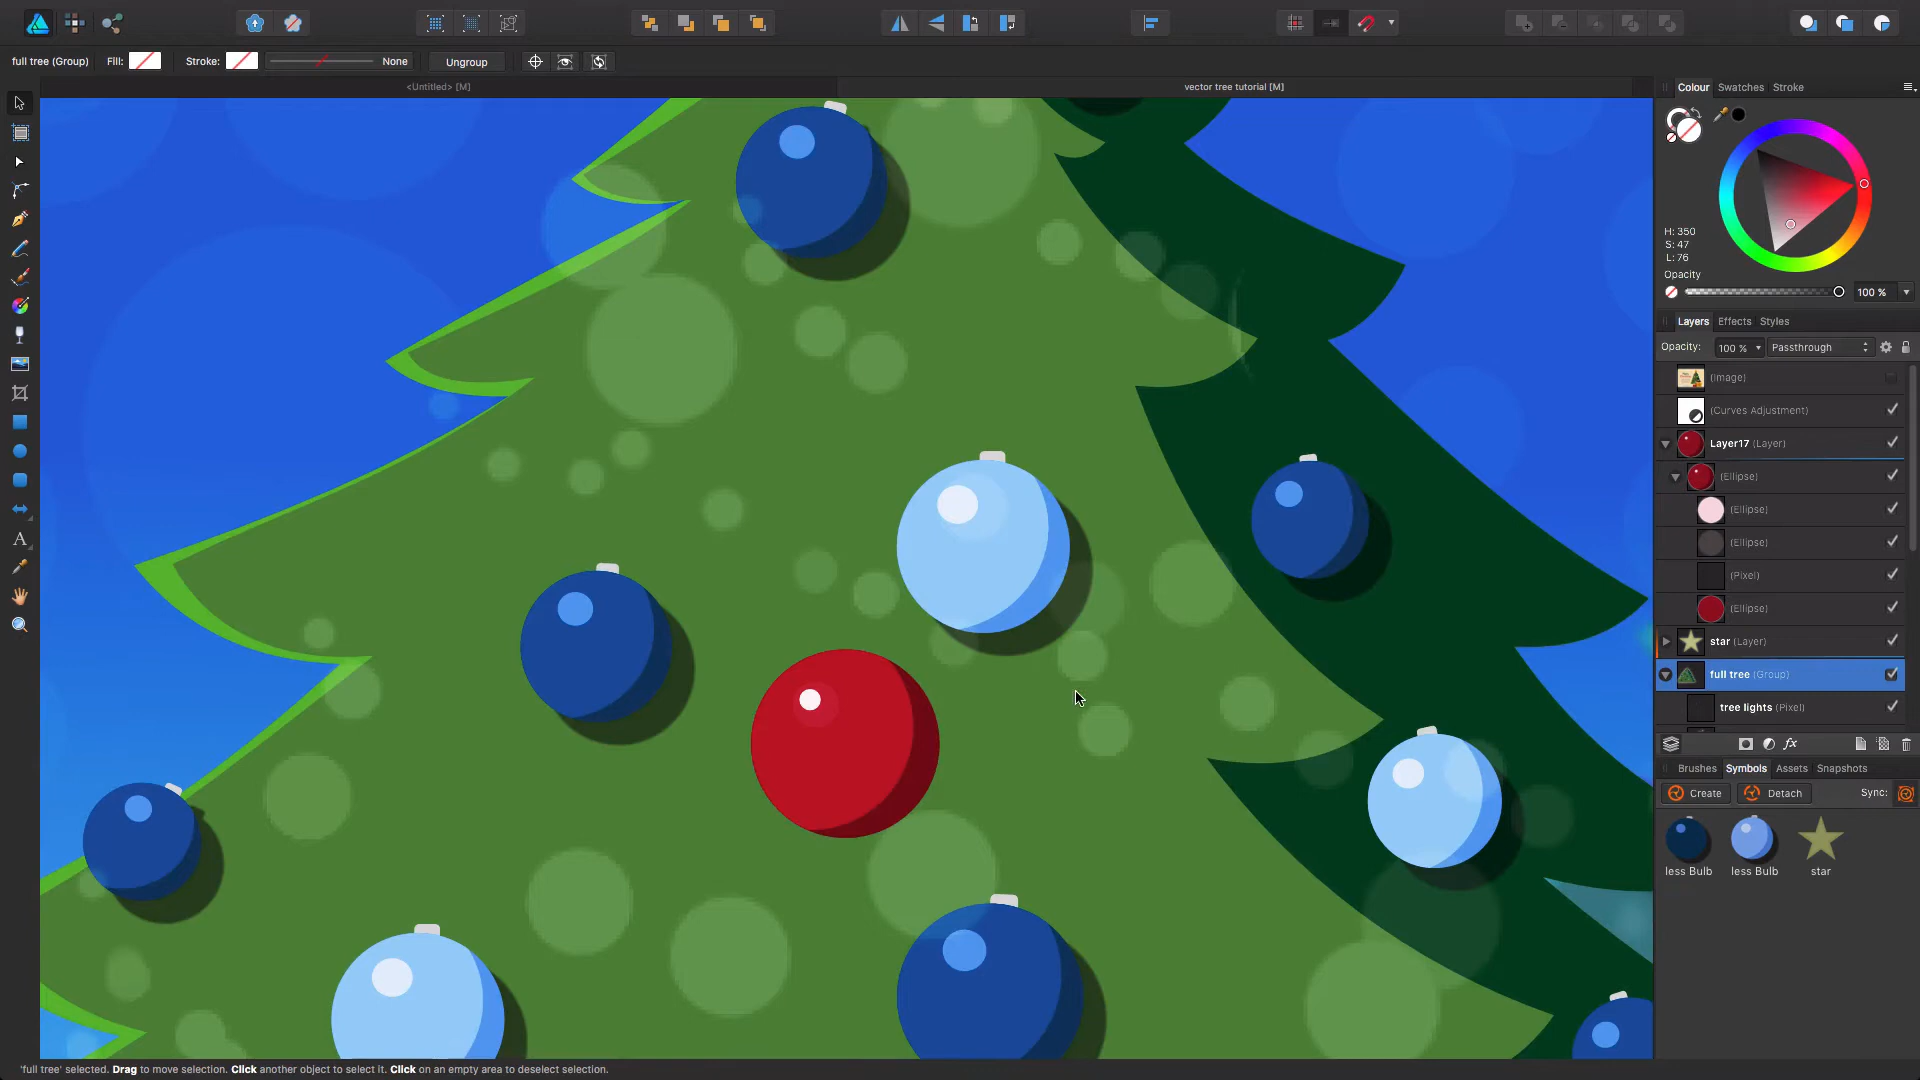 full tree (Group) Fill: Stroke: None Ungroup
<Untitled> [M] vector tree tutorial [M]
Colour Swatches Stroke
H: 350
S: 47
L: 76
Opacity
100 %
Layers Effects Styles
Opacity: 100 % Passthrough
(Image)
(Curves Adjustment)
Layer17 (Layer)
(Ellipse)
(Ellipse)
(Ellipse)
(Pixel)
(Ellipse)
star (Layer)
full tree (Group)
tree lights (Pixel)
Brushes Symbols Assets Snapshots
Create Detach Sync:
less Bulb less Bulb star
'full tree' selected. Drag to move selection. Click another object to select it. Click on an empty area to deselect selection.